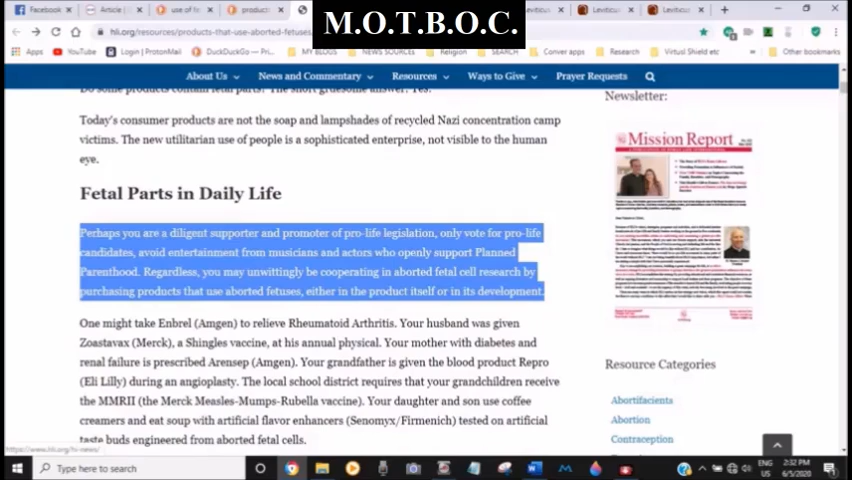 M.O.T.B.O.C.
Facebook
Article
use of fe
product
Leviticus
Leviticus
hli.org/resources/products-that-use-aborted-fetuses
Apps
Login | ProtonMail
DuckDuckGo
MY BLOGS
NEWS SOURCES
Religion
SEARCH
Conver apps
Research
Virtual Shield etc
Other bookmarks
About Us
News and Commentary
Resources
Ways to Give
Prayer Requests
Do some products contain fetal parts? The short gruesome answer: Yes.
Today's consumer products are not the soap and lampshades of recycled Nazi concentration camp
victims. The new utilitarian use of people is a sophisticated enterprise, not visible to the human
eye.
Fetal Parts in Daily Life
Perhaps you are a diligent supporter and promoter of pro-life legislation, only vote for pro-life
candidates, avoid entertainment from musicians and actors who openly support Planned
Parenthood. Regardless, you may unwittingly be cooperating in aborted fetal cell research by
purchasing products that use aborted fetuses, either in the product itself or in its development.
One might take Enbrel (Amgen) to relieve Rheumatoid Arthritis. Your husband was given
Zoastavax (Merck), a Shingles vaccine, at his annual physical. Your mother with diabetes and
renal failure is prescribed Arensep (Amgen). Your grandfather is given the blood product Repro
(Eli Lilly) during an angioplasty. The local school district requires that your grandchildren receive
the MMRII (the Merck Measles-Mumps-Rubella vaccine). Your daughter and son use coffee
creamers and eat soup with artificial flavor enhancers (Senomyx/Firmenich) tested on artificial
taste buds engineered from aborted fetal cells.
Newsletter:
Mission Report
Resource Categories
Abortifacients
Abortion
Contraception
https://www.hli.org/hi-news/
Type here to search
ENG
US
2:32 PM
6/5/2020